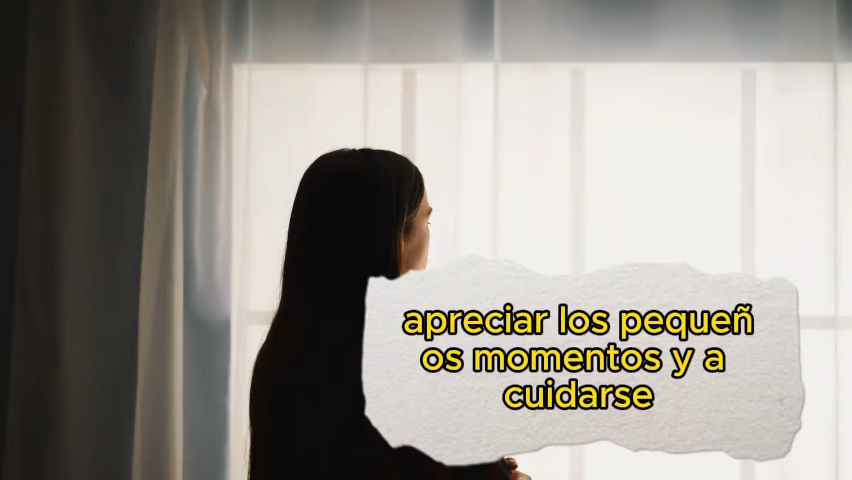 apreciar los pequeñ
os momentos y a
cuidarse